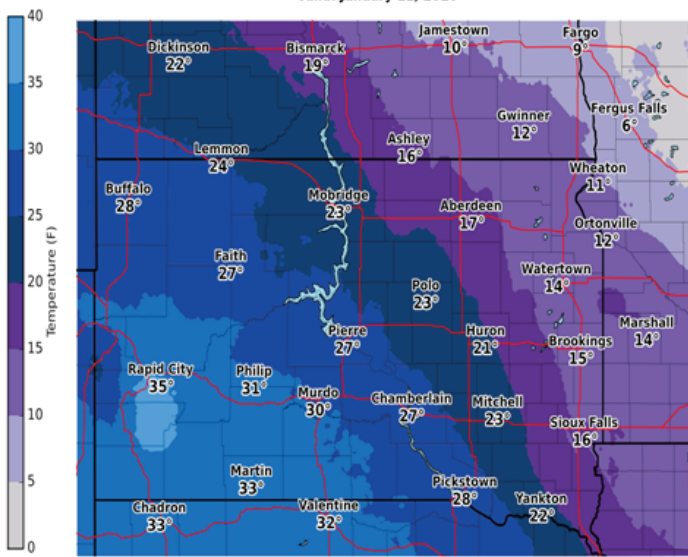 40
35
30
25
20
15
10
5
0
Temperature (F)
Dickinson
22°
Bismarck
19°
Jamestown
10°
Fargo
9°
Fergus Falls
6°
Gwinner
12°
Ashley
16°
Lemmon
24°
Wheaton
11°
Buffalo
28°
Mobridge
23°
Aberdeen
17°
Ortonville
12°
Faith
27°
Watertown
14°
Polo
23°
Marshall
14°
Pierre
27°
Huron
21°
Brookings
15°
Rapid City
35°
Philip
31°
Murdo
30°
Chamberlain
27°
Mitchell
23°
Sioux Falls
16°
Martin
33°
Pickstown
28°
Yankton
22°
Chadron
33°
Valentine
32°